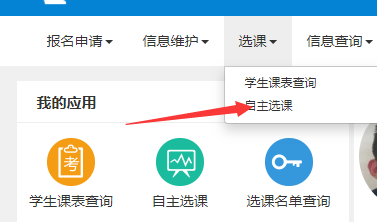 报名申请 信息维护 选课 信息查询
学生课表查询
自主选课
我的应用
考
学生课表查询 自主选课 选课名单查询